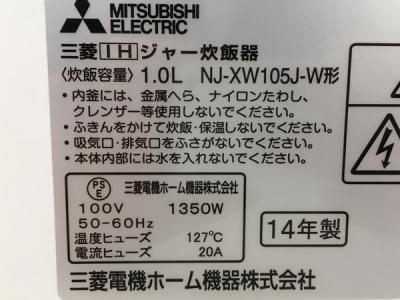 MITSUBISHI
ELECTRIC
三菱IHジャー炊飯器
〈炊飯容量〉1.0L NJ-XW105J-W形
・内釜には、金属へら、ナイロンたわし、
クレンザー等使用しないでください。
・ふきんをかけて炊飯・保温しないでください。
・吸気口・排気口をふさがないでください。
・本体内部には水を入れないでください。
PS
E
三菱電機ホーム機器株式会社
100V 1350W
50-60Hz
温度ヒューズ 127℃
電流ヒューズ 20A
14年製
三菱電機ホーム機器株式会社